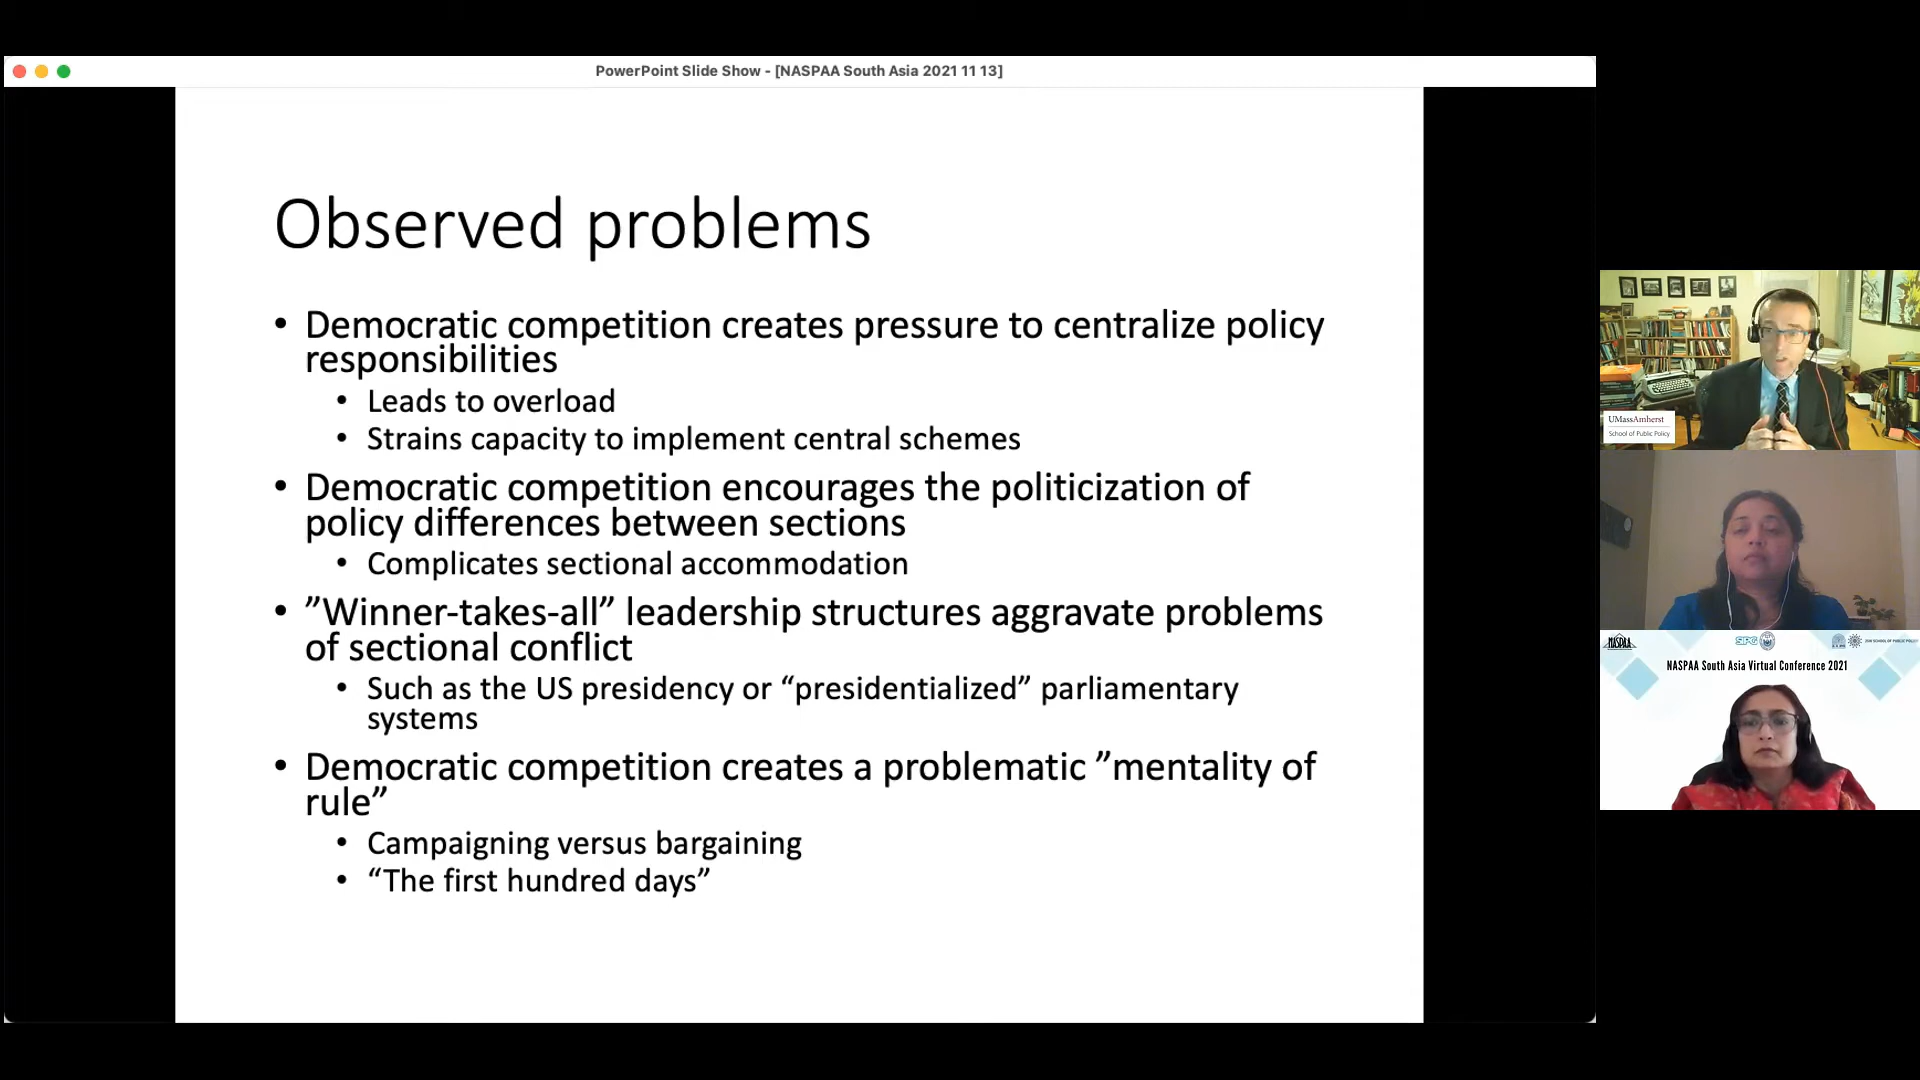 PowerPoint Slide Show - [NASPAA South Asia 2021 11 13]
Observed problems
• Democratic competition creates pressure to centralize policy
responsibilities
• Leads to overload
• Strains capacity to implement central schemes
• Democratic competition encourages the politicization of
policy differences between sections
• Complicates sectional accommodation
• ”Winner-takes-all” leadership structures aggravate problems
of sectional conflict
• Such as the US presidency or “presidentialized” parliamentary
systems
• Democratic competition creates a problematic ”mentality of
rule”
• Campaigning versus bargaining
• “The first hundred days”
UMassAmherst
School of Public Policy
NASPAA
NASPAA South Asia Virtual Conference 2021